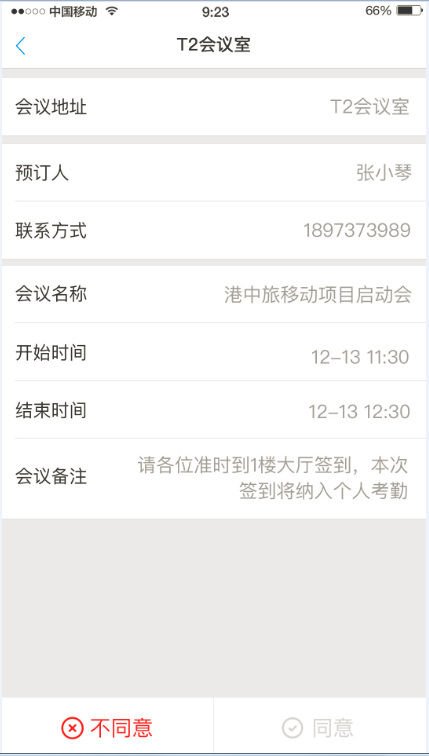 中国移动 9:23 66%
T2会议室
会议地址 T2会议室
预订人 张小琴
联系方式 1897373989
会议名称 港中旅移动项目启动会
开始时间 12-13 11:30
结束时间 12-13 12:30
会议备注 请各位准时到1楼大厅签到，本次
签到将纳入个人考勤
不同意 同意